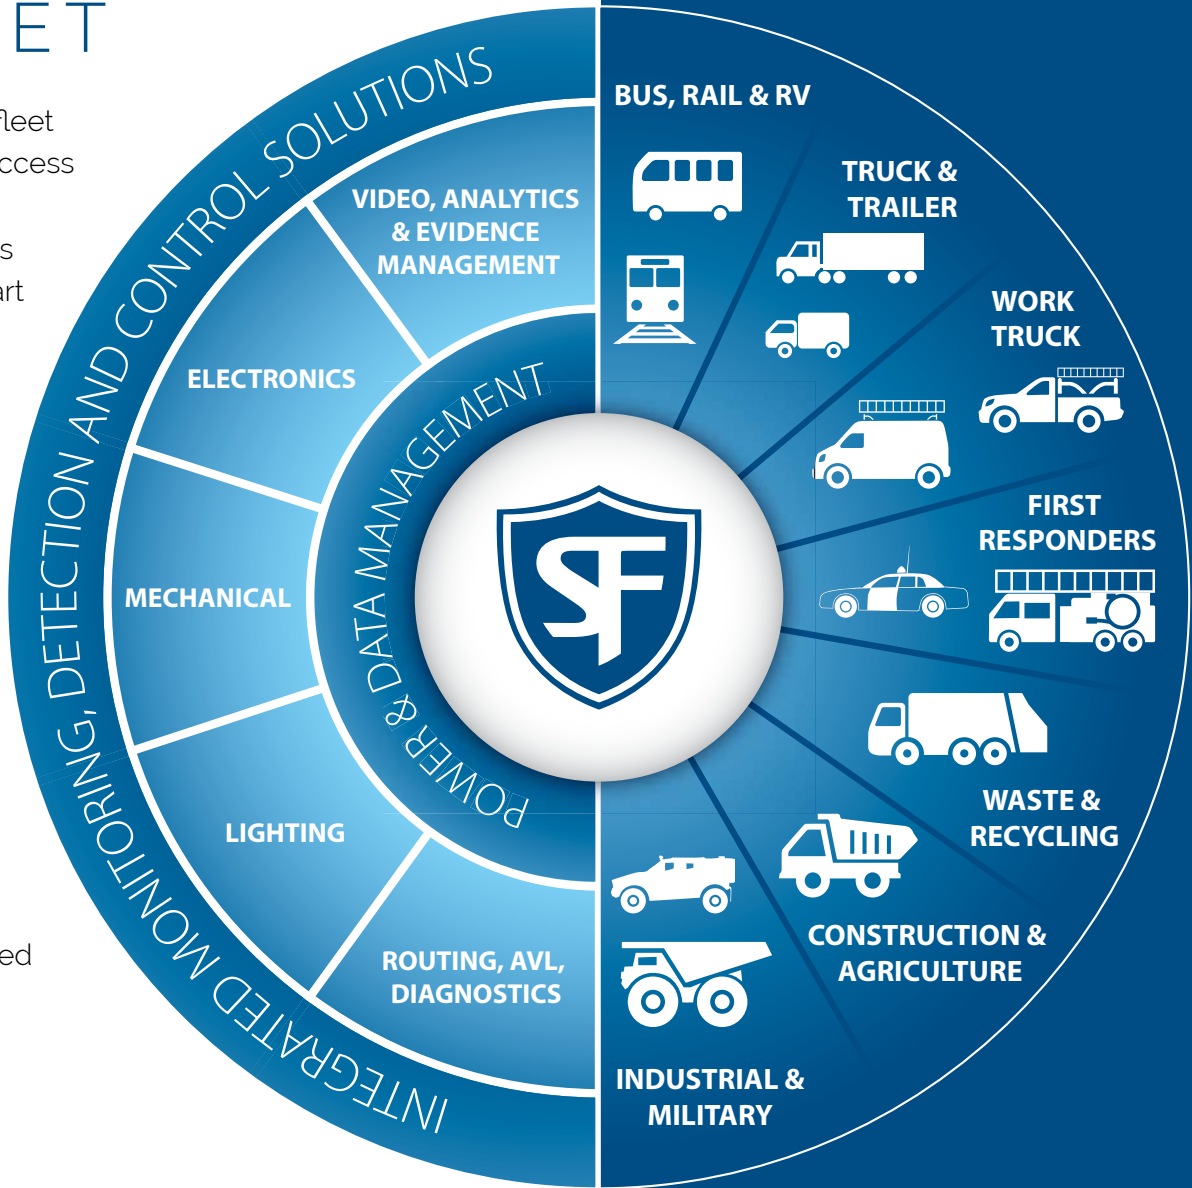 ET
fleet
ccess
s
art
ed
INTEGRATED MONITORING, DETECTION AND CONTROL SOLUTIONS
VIDEO, ANALYTICS
& EVIDENCE
MANAGEMENT
ELECTRONICS
MECHANICAL
LIGHTING
ROUTING, AVL,
DIAGNOSTICS
POWER & DATA MANAGEMENT
SF
BUS, RAIL & RV
TRUCK &
TRAILER
WORK
TRUCK
FIRST
RESPONDERS
WASTE &
RECYCLING
CONSTRUCTION &
AGRICULTURE
INDUSTRIAL &
MILITARY